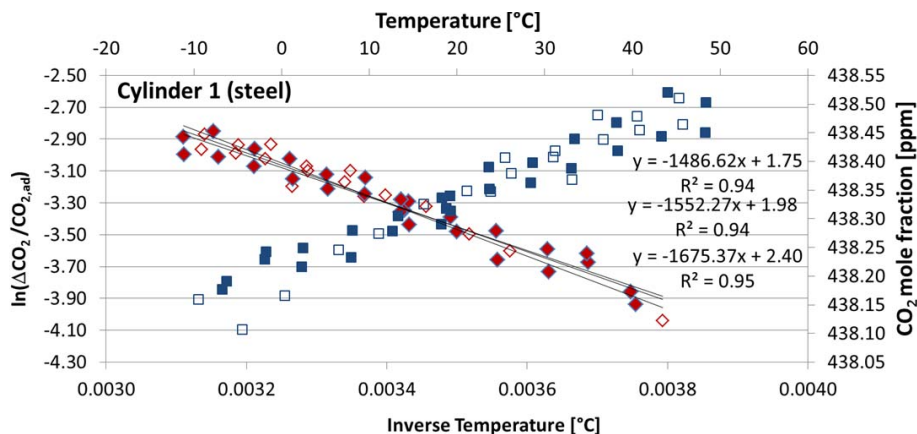 Temperature [°C]
-20 -10 0 10 20 30 40 50 60
Cylinder 1 (steel)
-2.50
-2.70
-2.90
-3.10
-3.30
-3.50
-3.70
-3.90
-4.10
-4.30
ln(ΔCO₂ /CO₂,ad)
y = -1486.62x + 1.75
R² = 0.94
y = -1552.27x + 1.98
R² = 0.94
y = -1675.37x + 2.40
R² = 0.95
438.55
438.50
438.45
438.40
438.35
438.30
438.25
438.20
438.15
438.10
438.05
CO₂ mole fraction [ppm]
0.0030 0.0032 0.0034 0.0036 0.0038 0.0040
Inverse Temperature [°C]